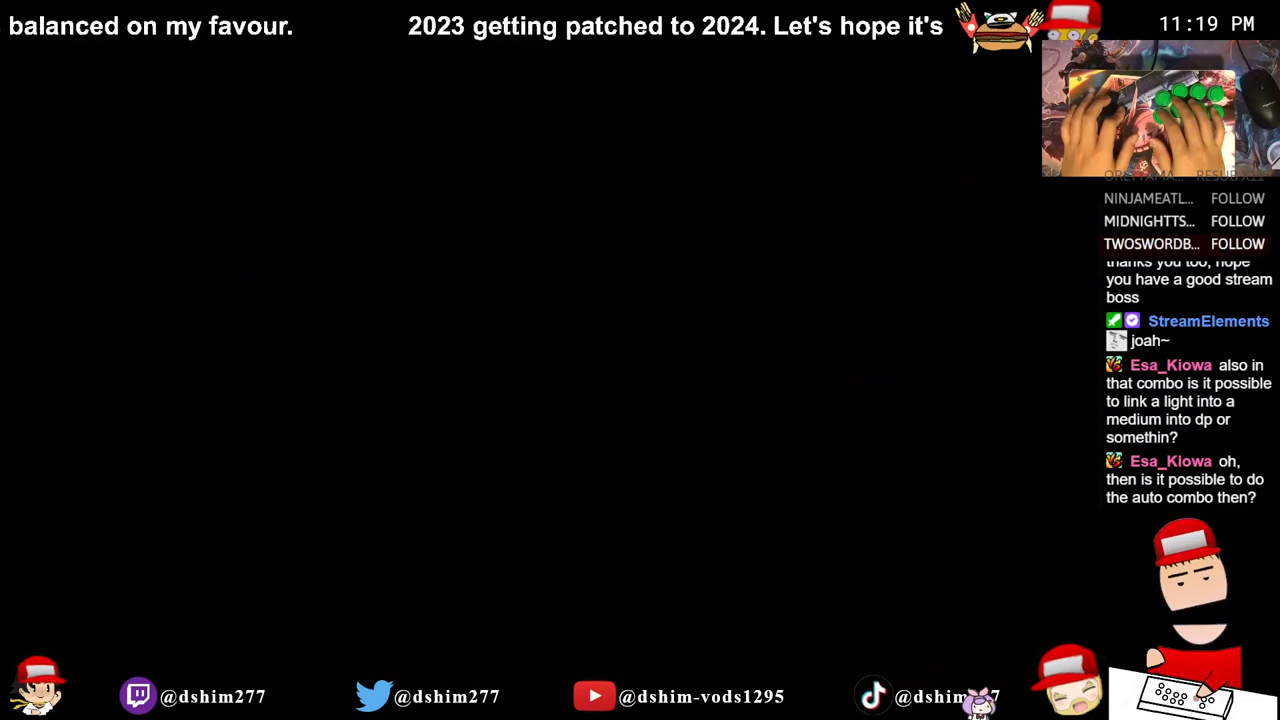 balanced on my favour. 2023 getting patched to 2024. Let's hope it's
11:19 PM
NINJAMEATL... FOLLOW
MIDNIGHTTS... FOLLOW
TWOSWORDB... FOLLOW
thanks you too, hope
you have a good stream
boss
StreamElements
joah~
Esa_Kiowa also in
that combo is it possible
to link a light into a
medium into dp or
somethin?
Esa_Kiowa oh,
then is it possible to do
the auto combo then?
@dshim277 @dshim277 @dshim-vods1295